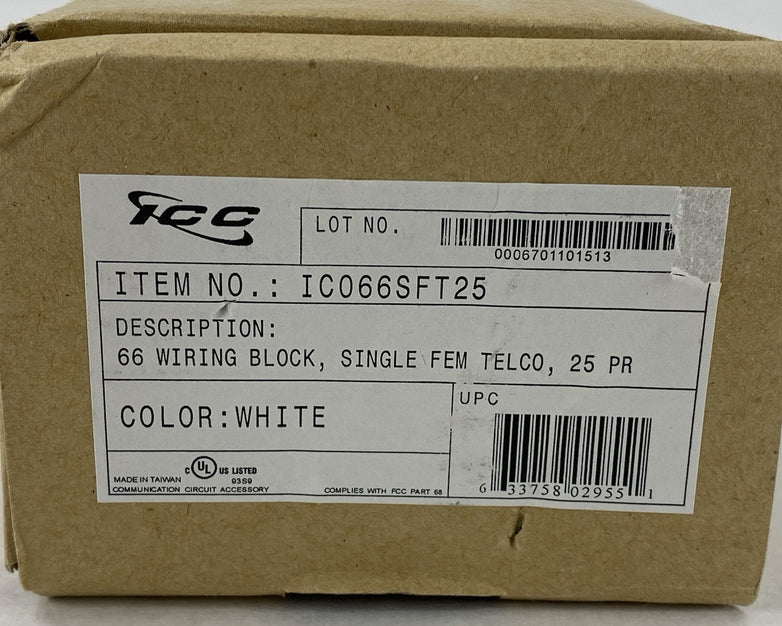 ICC
LOT NO.
0006701101513
ITEM NO.: IC066SFT25
DESCRIPTION:
66 WIRING BLOCK, SINGLE FEM TELCO, 25 PR
COLOR:WHITE
UPC
6 33758 02955 1
C UL US LISTED
MADE IN TAIWAN 93S9
COMMUNICATION CIRCUIT ACCESSORY COMPLIES WITH FCC PART 68